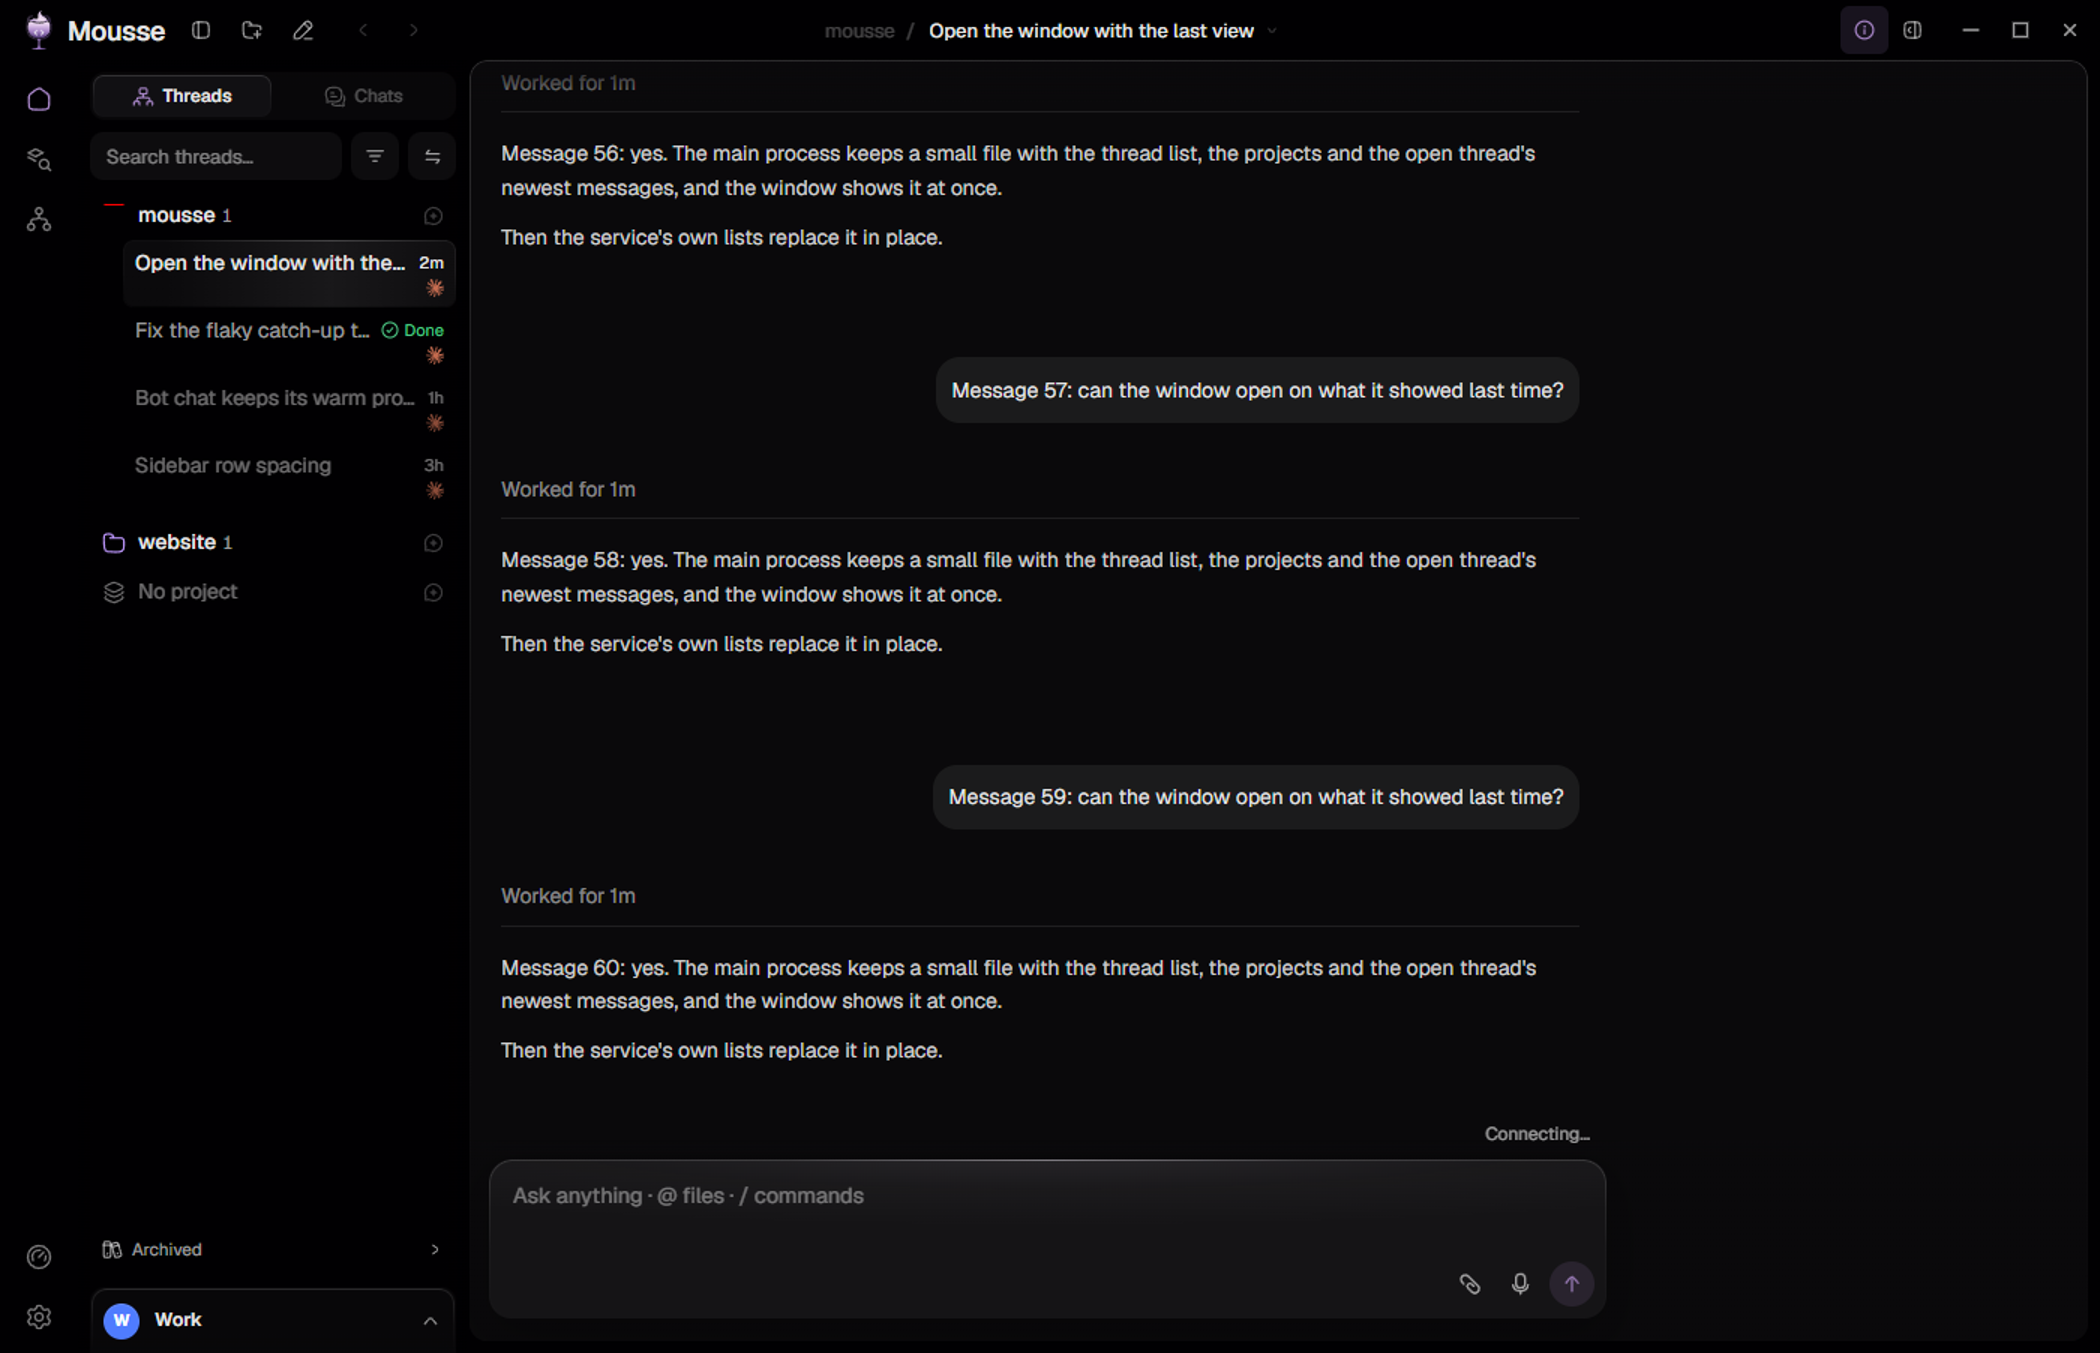 Mousse
mousse / Open the window with the last view
Threads
Chats
Search threads...
mousse 1
Open the window with the... 2m
Fix the flaky catch-up t... Done
Bot chat keeps its warm pro... 1h
Sidebar row spacing 3h
website 1
No project
Archived
W Work
Worked for 1m
Message 56: yes. The main process keeps a small file with the thread list, the projects and the open thread's
newest messages, and the window shows it at once.
Then the service's own lists replace it in place.
Message 57: can the window open on what it showed last time?
Worked for 1m
Message 58: yes. The main process keeps a small file with the thread list, the projects and the open thread's
newest messages, and the window shows it at once.
Then the service's own lists replace it in place.
Message 59: can the window open on what it showed last time?
Worked for 1m
Message 60: yes. The main process keeps a small file with the thread list, the projects and the open thread's
newest messages, and the window shows it at once.
Then the service's own lists replace it in place.
Connecting...
Ask anything · @ files · / commands